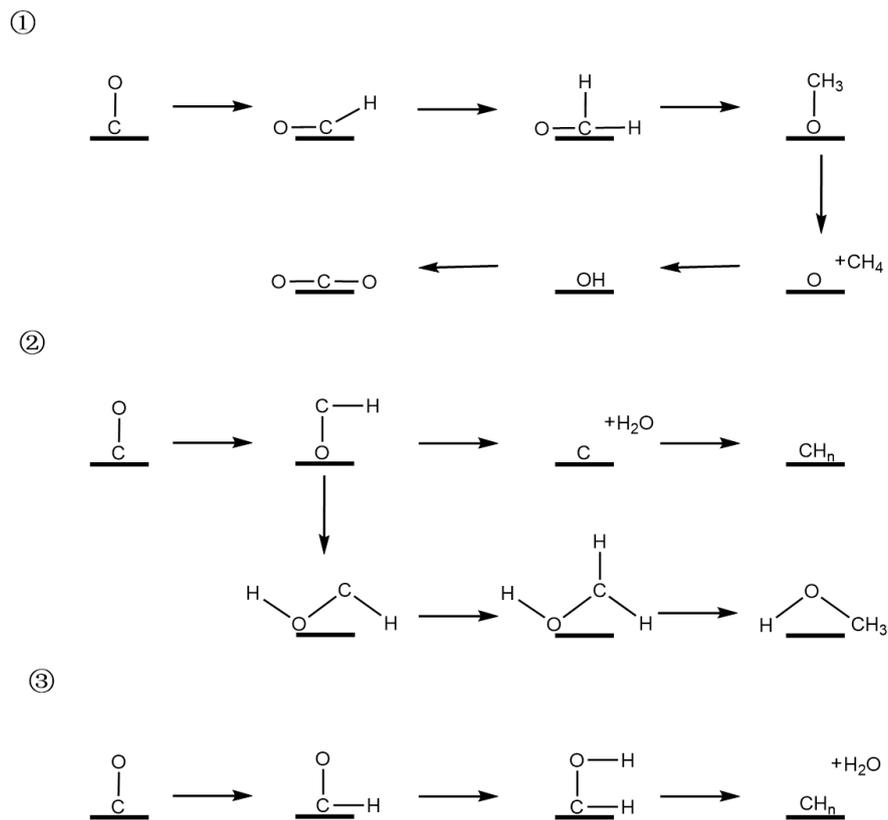 ①
O H H CH₃
C O C O C H O
O C O OH O +CH₄
②
O C H +H₂O
C O C CHₙ
H
H C H C O
O H O H H CH₃
③
O O O H +H₂O
C C H C H CHₙ